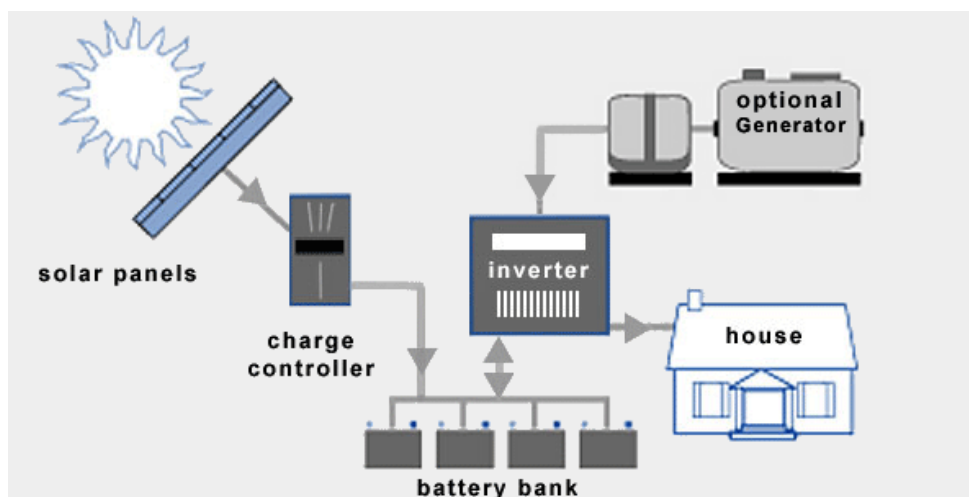 optional
Generator
inverter
solar panels
house
charge
controller
battery bank